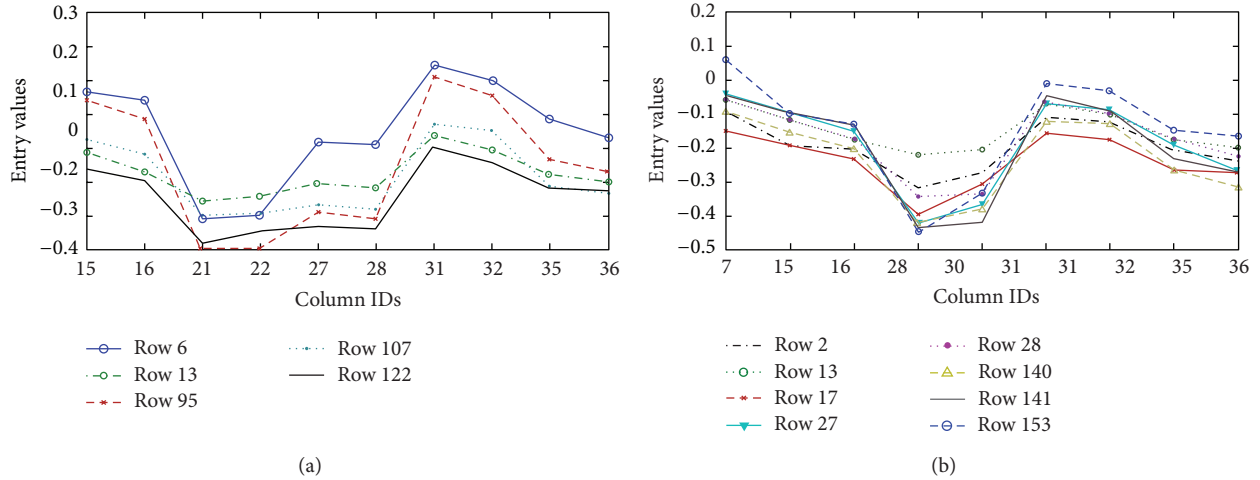 0.3
0.2
0.1
0
−0.2
−0.3
−0.4
Entry values
15 16 21 22 27 28 31 32 35 36
Column IDs
Row 6
Row 13
Row 95
Row 107
Row 122
(a)
0.2
0.1
0
−0.1
−0.2
−0.3
−0.4
−0.5
Entry values
7 15 16 28 30 31 31 32 35 36
Column IDs
Row 2
Row 13
Row 17
Row 27
Row 28
Row 140
Row 141
Row 153
(b)